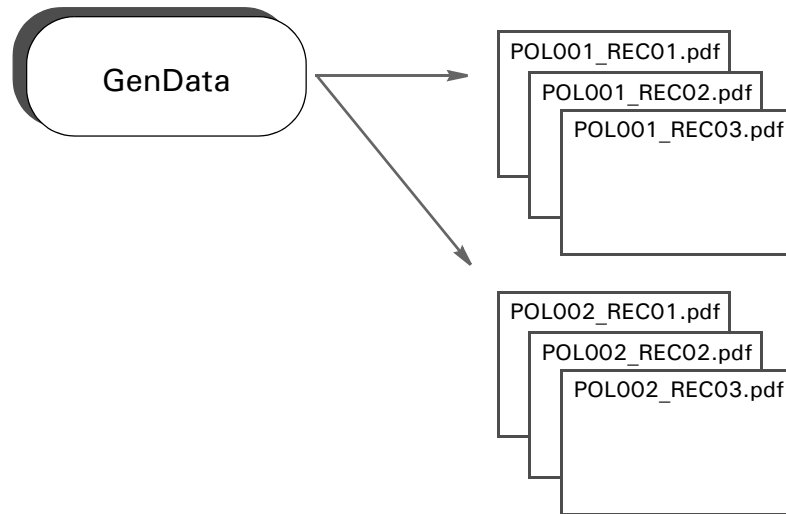 GenData
POL001_REC01.pdf
POL001_REC02.pdf
POL001_REC03.pdf
POL002_REC01.pdf
POL002_REC02.pdf
POL002_REC03.pdf